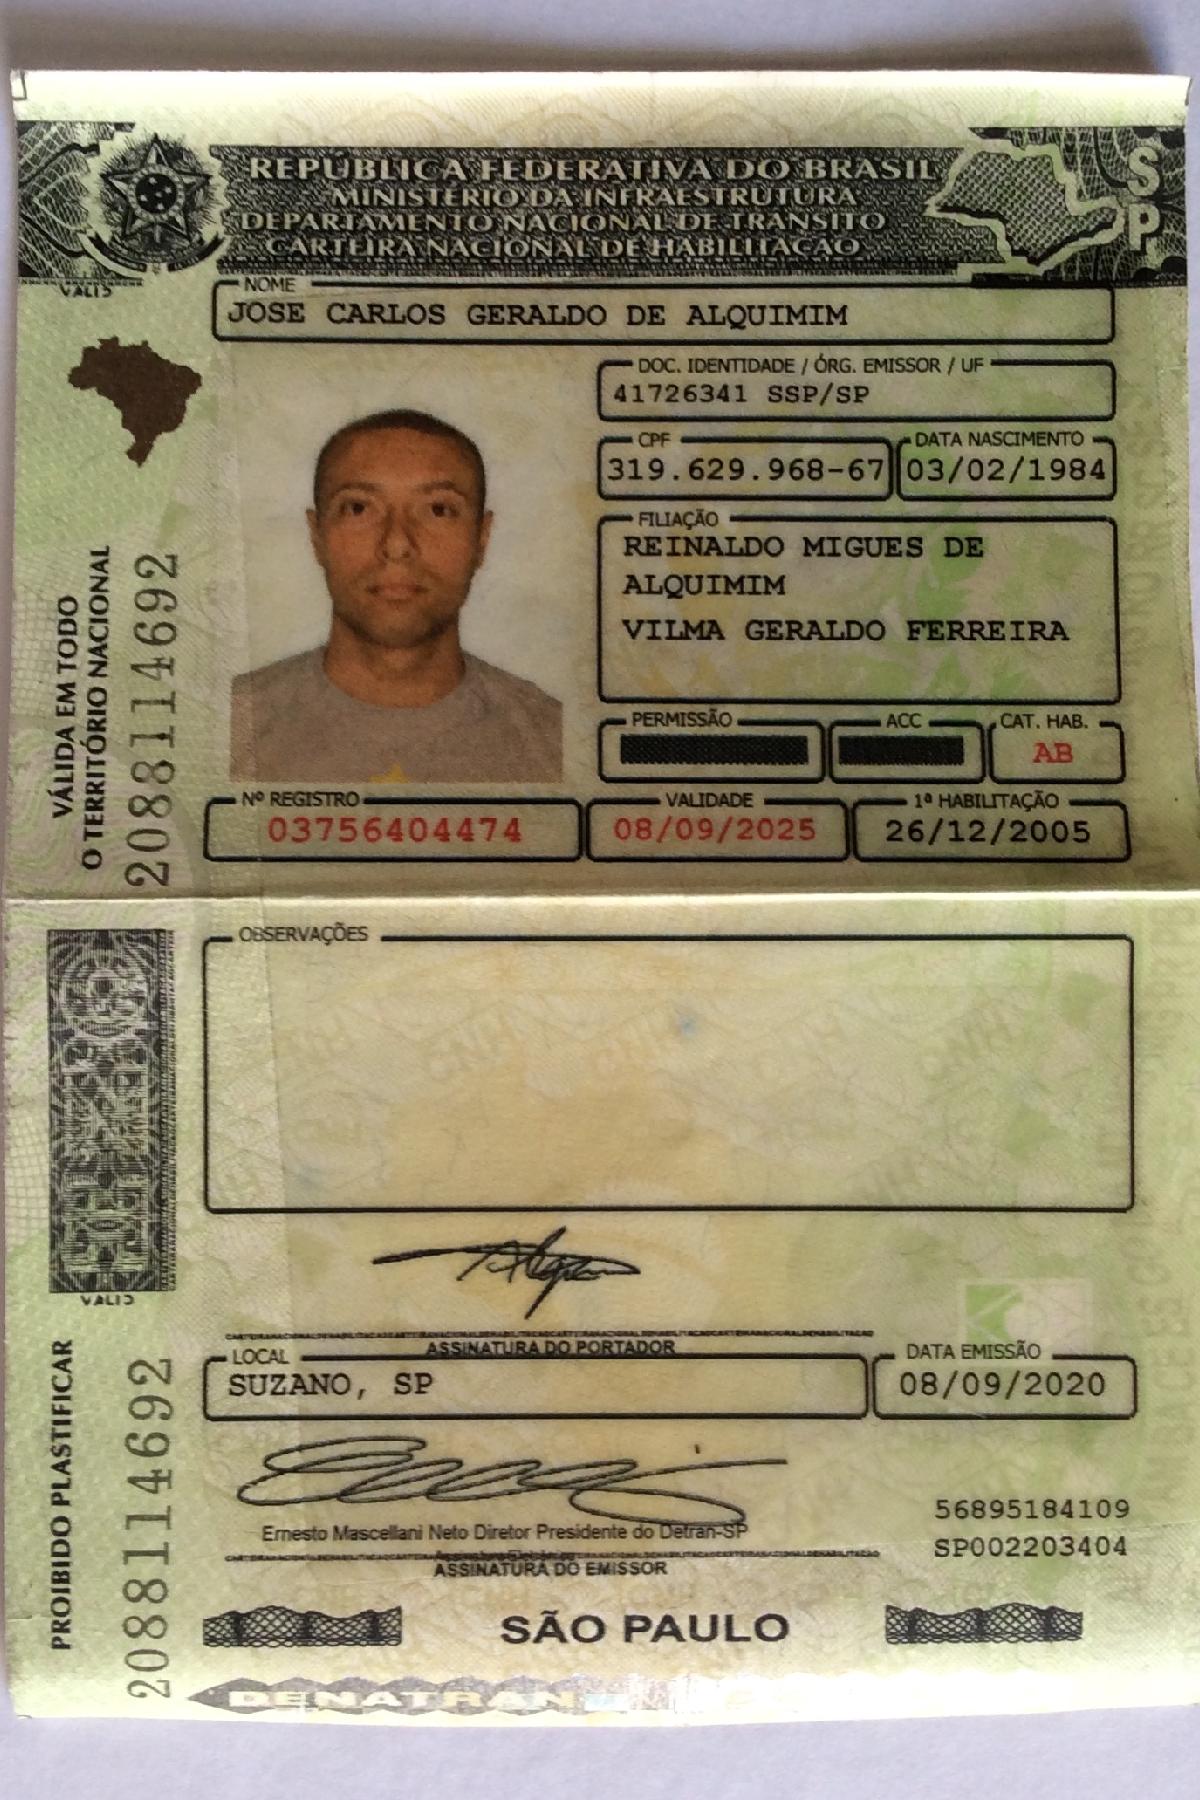 REPÚBLICA FEDERATIVA DO BRASIL
MINISTÉRIO DA INFRAESTRUTURA
DEPARTAMENTO NACIONAL DE TRÂNSITO
CARTEIRA NACIONAL DE HABILITAÇÃO
SP
NOME
JOSE CARLOS GERALDO DE ALQUIMIM
DOC. IDENTIDADE / ÓRG. EMISSOR / UF
41726341 SSP/SP
CPF
319.629.968-67
DATA NASCIMENTO
03/02/1984
FILIAÇÃO
REINALDO MIGUES DE
ALQUIMIM
VILMA GERALDO FERREIRA
PERMISSÃO
ACC
CAT. HAB.
AB
Nº REGISTRO
03756404474
VALIDADE
08/09/2025
1ª HABILITAÇÃO
26/12/2005
VÁLIDA EM TODO
O TERRITÓRIO NACIONAL
2088114692
OBSERVAÇÕES
ASSINATURA DO PORTADOR
LOCAL
SUZANO, SP
DATA EMISSÃO
08/09/2020
Ernesto Mascellani Neto Diretor Presidente do Detran-SP
ASSINATURA DO EMISSOR
56895184109
SP002203404
PROIBIDO PLASTIFICAR
2088114692
SÃO PAULO
DENATRAN